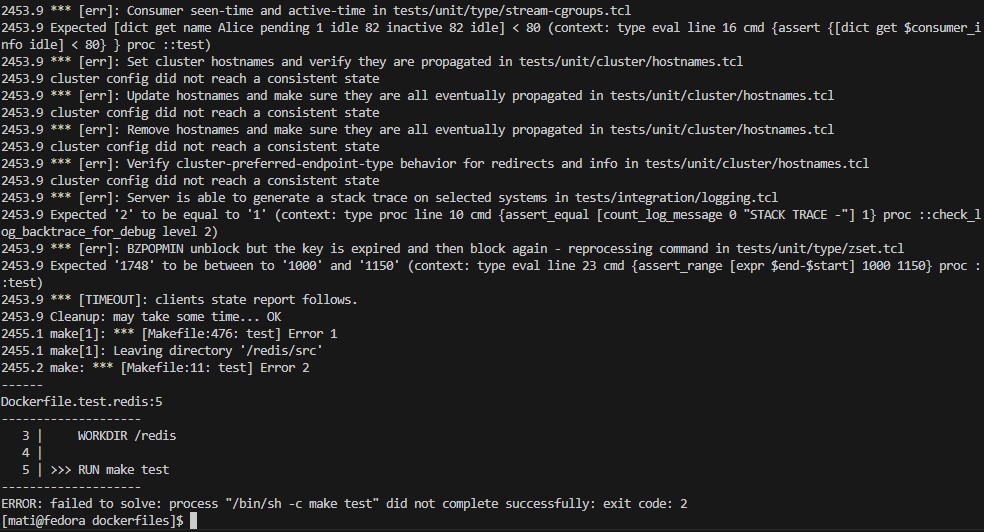 2453.9 *** [err]: Consumer seen-time and active-time in tests/unit/type/stream-cgroups.tcl
2453.9 Expected [dict get name Alice pending 1 idle 82 inactive 82 idle] < 80 (context: type eval line 16 cmd {assert {[dict get $consumer_i
nfo idle] < 80} } proc ::test)
2453.9 *** [err]: Set cluster hostnames and verify they are propagated in tests/unit/cluster/hostnames.tcl
2453.9 cluster config did not reach a consistent state
2453.9 *** [err]: Update hostnames and make sure they are all eventually propagated in tests/unit/cluster/hostnames.tcl
2453.9 cluster config did not reach a consistent state
2453.9 *** [err]: Remove hostnames and make sure they are all eventually propagated in tests/unit/cluster/hostnames.tcl
2453.9 cluster config did not reach a consistent state
2453.9 *** [err]: Verify cluster-preferred-endpoint-type behavior for redirects and info in tests/unit/cluster/hostnames.tcl
2453.9 cluster config did not reach a consistent state
2453.9 *** [err]: Server is able to generate a stack trace on selected systems in tests/integration/logging.tcl
2453.9 Expected '2' to be equal to '1' (context: type proc line 10 cmd {assert_equal [count_log_message 0 "STACK TRACE -"] 1} proc ::check_l
og_backtrace_for_debug level 2)
2453.9 *** [err]: BZPOPMIN unblock but the key is expired and then block again - reprocessing command in tests/unit/type/zset.tcl
2453.9 Expected '1748' to be between to '1000' and '1150' (context: type eval line 23 cmd {assert_range [expr $end-$start] 1000 1150} proc :
:test)
2453.9 *** [TIMEOUT]: clients state report follows.
2453.9 Cleanup: may take some time... OK
2455.1 make[1]: *** [Makefile:476: test] Error 1
2455.1 make[1]: Leaving directory '/redis/src'
2455.2 make: *** [Makefile:11: test] Error 2
------
Dockerfile.test.redis:5
--------------------
3 |     WORKDIR /redis
4 |
5 | >>> RUN make test
--------------------
ERROR: failed to solve: process "/bin/sh -c make test" did not complete successfully: exit code: 2
[mati@fedora dockerfiles]$